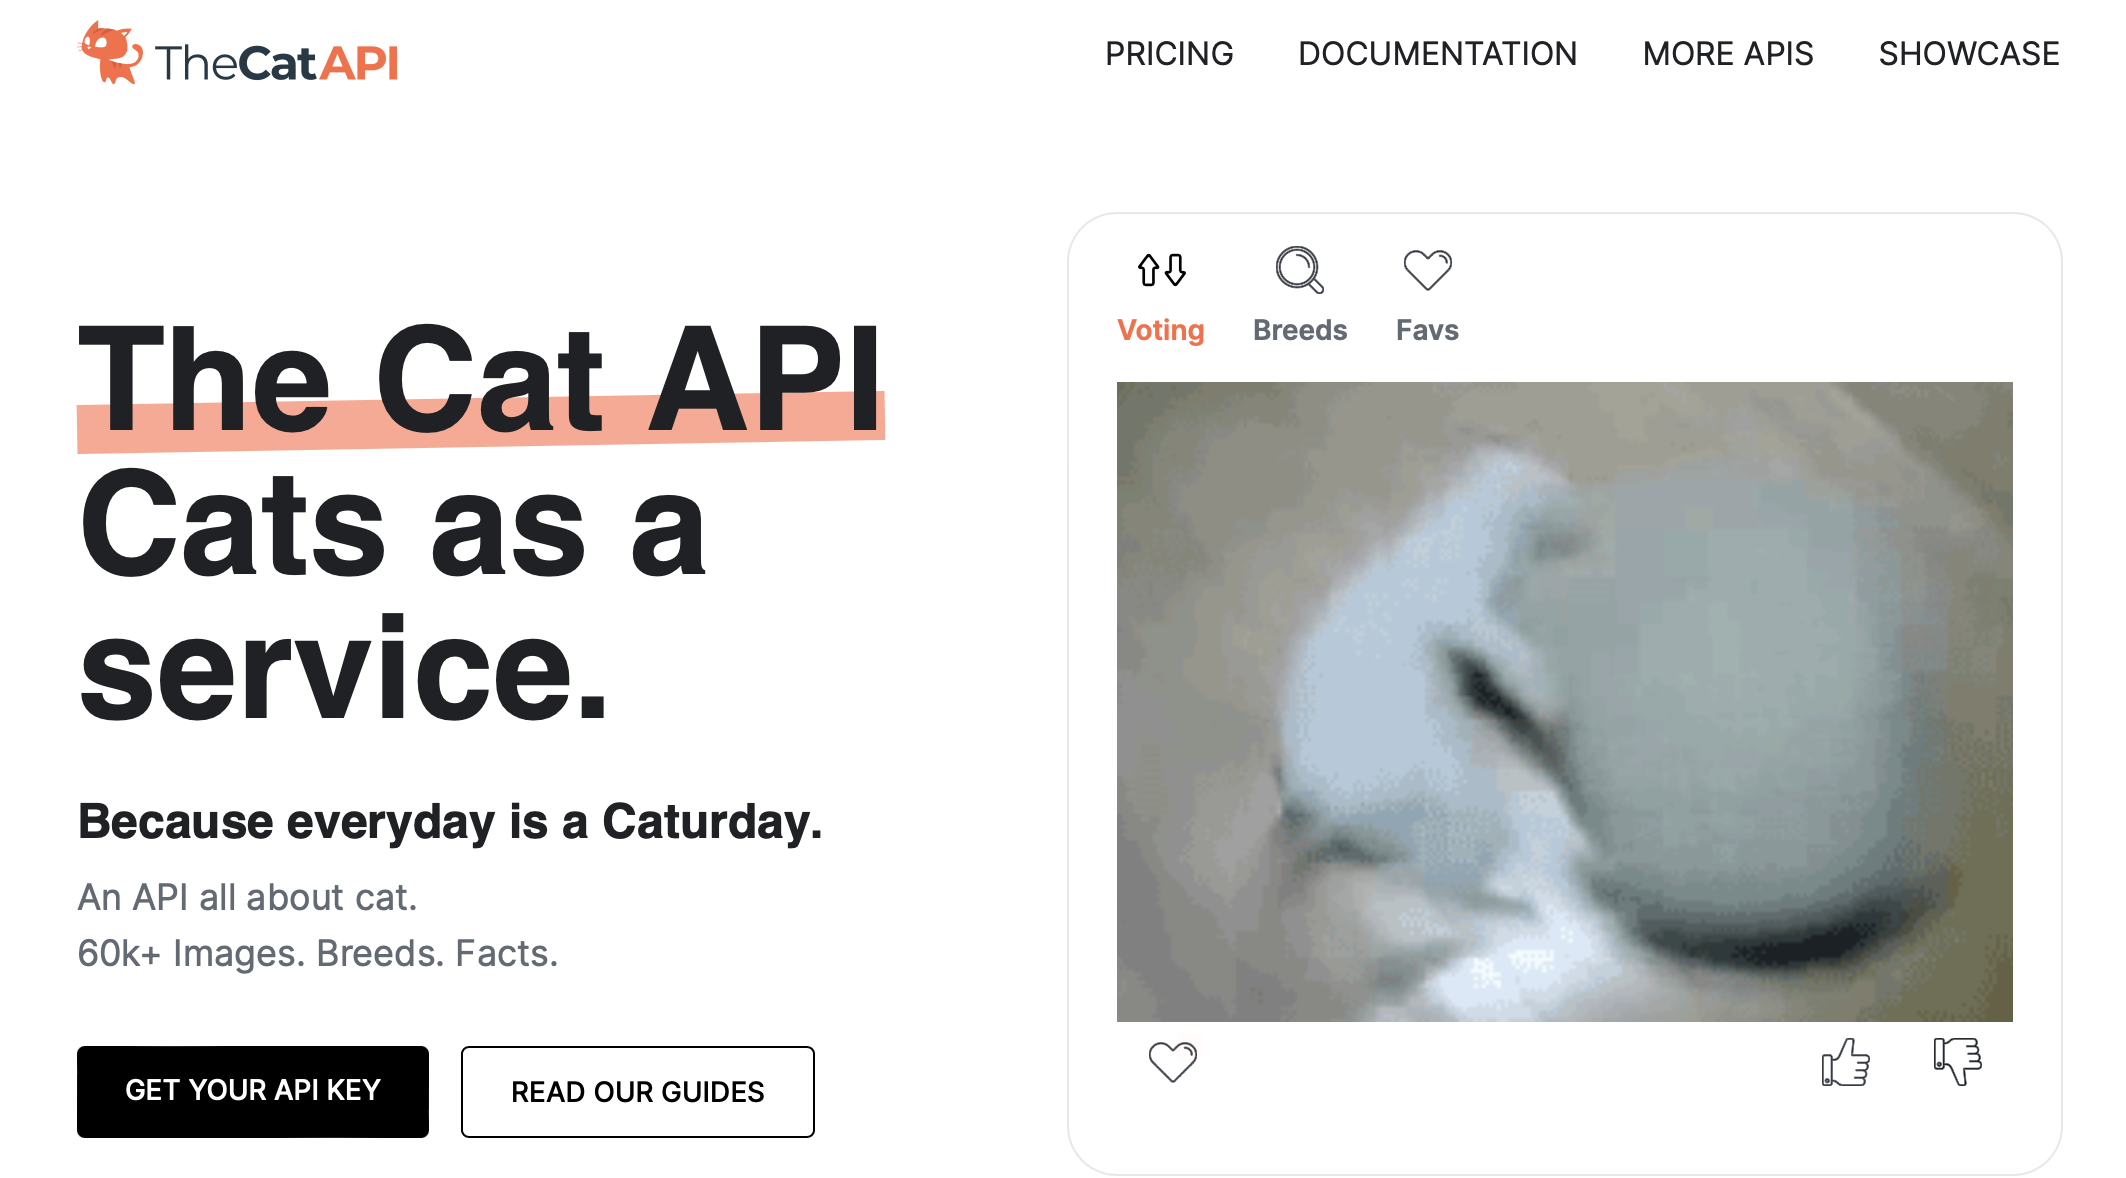 TheCatAPI
PRICING
DOCUMENTATION
MORE APIS
SHOWCASE
The Cat API
Cats as a
service.
Because everyday is a Caturday.
An API all about cat.
60k+ Images. Breeds. Facts.
GET YOUR API KEY
READ OUR GUIDES
Voting
Breeds
Favs